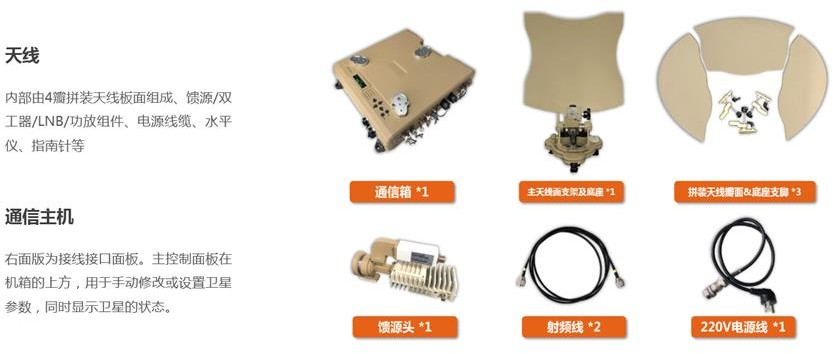 天线
内部由4瓣拼装天线板面组成、馈源/双
工器/LNB/功放组件、电源线缆、水平
仪、指南针等
通信箱 *1
主天线面支架及底座 *1
拼装天线瓣面&底座支脚 *3
通信主机
右面版为接线接口面板。主控制面板在
机箱的上方，用于手动修改或设置卫星
参数，同时显示卫星的状态。
馈源头 *1
射频线 *2
220V电源线 *1